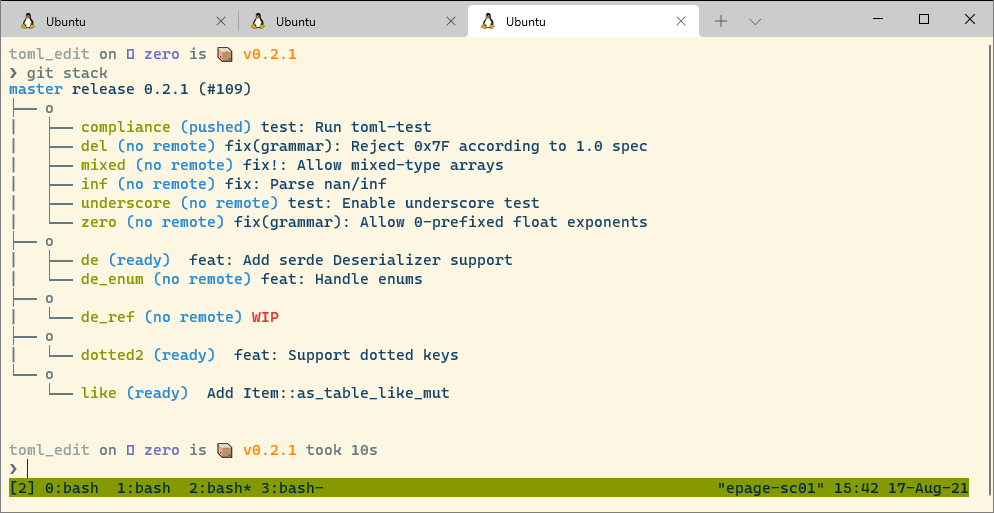 Ubuntu Ubuntu Ubuntu
toml_edit on zero is 📦 v0.2.1
❯ git stack
master release 0.2.1 (#109)
├── o
│   ├── compliance (pushed) test: Run toml-test
│   ├── del (no remote) fix(grammar): Reject 0x7F according to 1.0 spec
│   ├── mixed (no remote) fix!: Allow mixed-type arrays
│   ├── inf (no remote) fix: Parse nan/inf
│   ├── underscore (no remote) test: Enable underscore test
│   └── zero (no remote) fix(grammar): Allow 0-prefixed float exponents
├── o
│   ├── de (ready)  feat: Add serde Deserializer support
│   └── de_enum (no remote) feat: Handle enums
├── o
│   └── de_ref (no remote) WIP
├── o
│   └── dotted2 (ready)  feat: Support dotted keys
└── o
    └── like (ready)  Add Item::as_table_like_mut
toml_edit on zero is 📦 v0.2.1 took 10s
❯
[2] 0:bash  1:bash  2:bash* 3:bash- "epage-sc01" 15:42 17-Aug-21